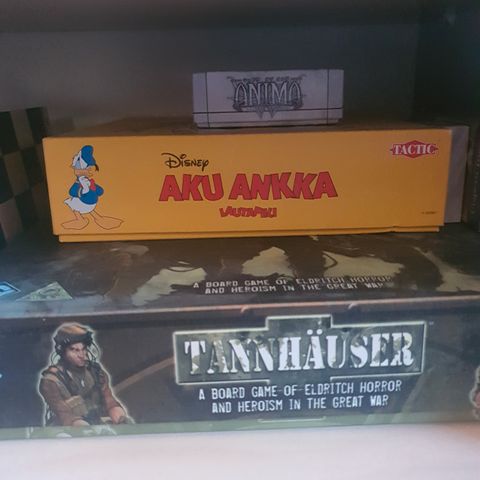 ANIMA
Disney
TACTIC
AKU ANKKA
LAUTAPELI
A BOARD GAME OF ELDRITCH HORROR
AND HEROISM IN THE GREAT WAR
TANNHÄUSER
A BOARD GAME OF ELDRITCH HORROR
AND HEROISM IN THE GREAT WAR